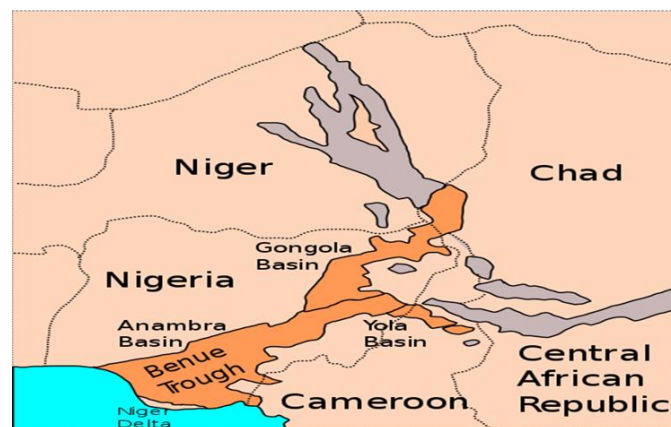 Niger
Chad
Gongola
Basin
Nigeria
Anambra
Basin
Yola
Basin
Benue
Trough
Central
African
Republic
Cameroon
Niger
Delta